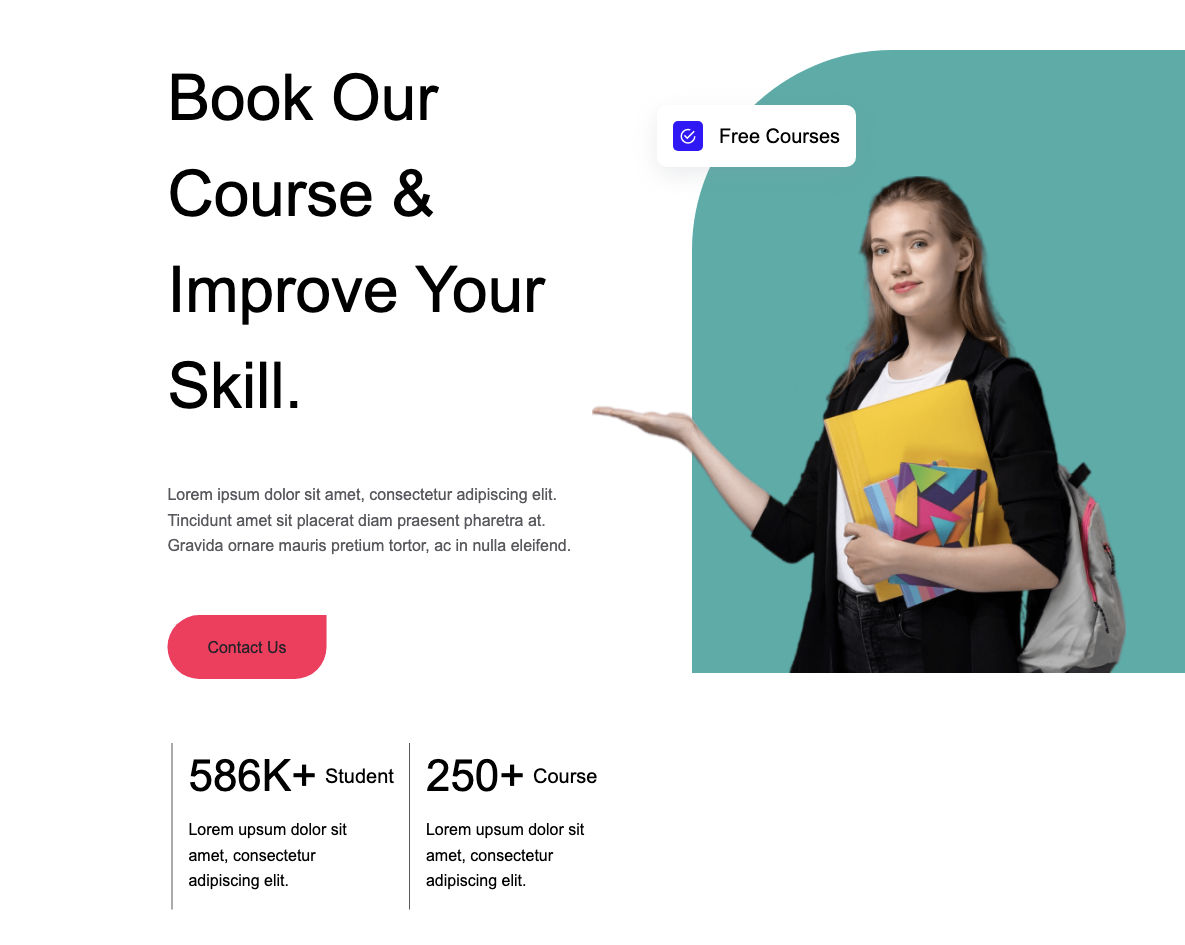 Book Our
Course &
Improve Your
Skill.
Free Courses
Lorem ipsum dolor sit amet, consectetur adipiscing elit.
Tincidunt amet sit placerat diam praesent pharetra at.
Gravida ornare mauris pretium tortor, ac in nulla eleifend.
Contact Us
586K+ Student
Lorem upsum dolor sit
amet, consectetur
adipiscing elit.
250+ Course
Lorem upsum dolor sit
amet, consectetur
adipiscing elit.